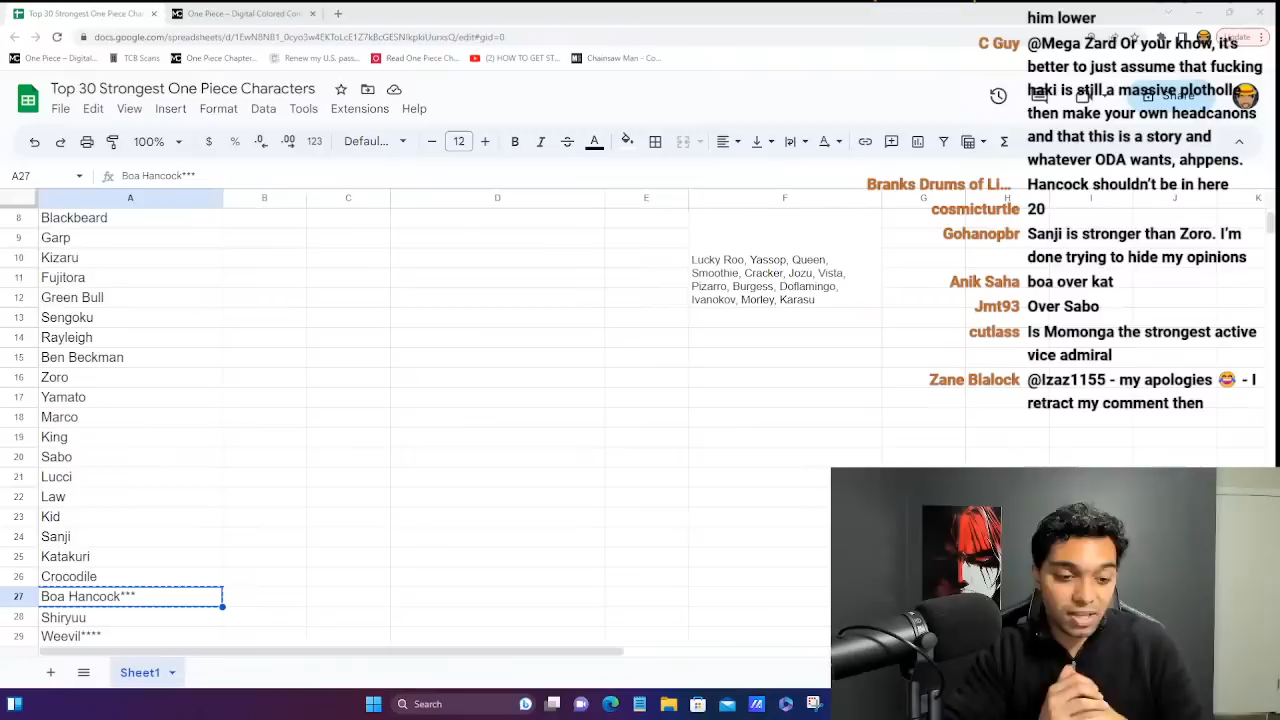 Top 30 Strongest One Piece Cha
One Piece – Digital Colored Con
docs.google.com/spreadsheets/d/1EwN8NB1_0cyo3w4EKToLcE1Z7kBcGESNIkpkiUurxsQ/edit#gid=0
Update
One Piece – Digital...
TCB Scans
One Piece Chapter...
Renew my U.S. pass...
Read One Piece Ch...
(2) HOW TO GET ST...
Chainsaw Man - Co...
Top 30 Strongest One Piece Characters
File Edit View Insert Format Data Tools Extensions Help
Share
100% $ % .0 .00 123 Defaul... 12
A27 Boa Hancock***
A B C D E F G H I J K
8 Blackbeard
9 Garp
10 Kizaru
11 Fujitora
12 Green Bull
13 Sengoku
14 Rayleigh
15 Ben Beckman
16 Zoro
17 Yamato
18 Marco
19 King
20 Sabo
21 Lucci
22 Law
23 Kid
24 Sanji
25 Katakuri
26 Crocodile
27 Boa Hancock***
28 Shiryuu
29 Weevil****
Lucky Roo, Yassop, Queen,
Smoothie, Cracker, Jozu, Vista,
Pizarro, Burgess, Doflamingo,
Ivanokov, Morley, Karasu
him lower
C Guy @Mega Zard Or your know, it's
better to just assume that fucking
haki is still a massive plothole
then make your own headcanons
and that this is a story and
whatever ODA wants, ahppens.
Branks Drums of Li... Hancock shouldn't be in here
cosmicturtle 20
Gohanopbr Sanji is stronger than Zoro. I'm
done trying to hide my opinions
Anik Saha boa over kat
Jmt93 Over Sabo
cutlass Is Momonga the strongest active
vice admiral
Zane Blalock @Izaz1155 - my apologies 😂 - I
retract my comment then
Sheet1
Search